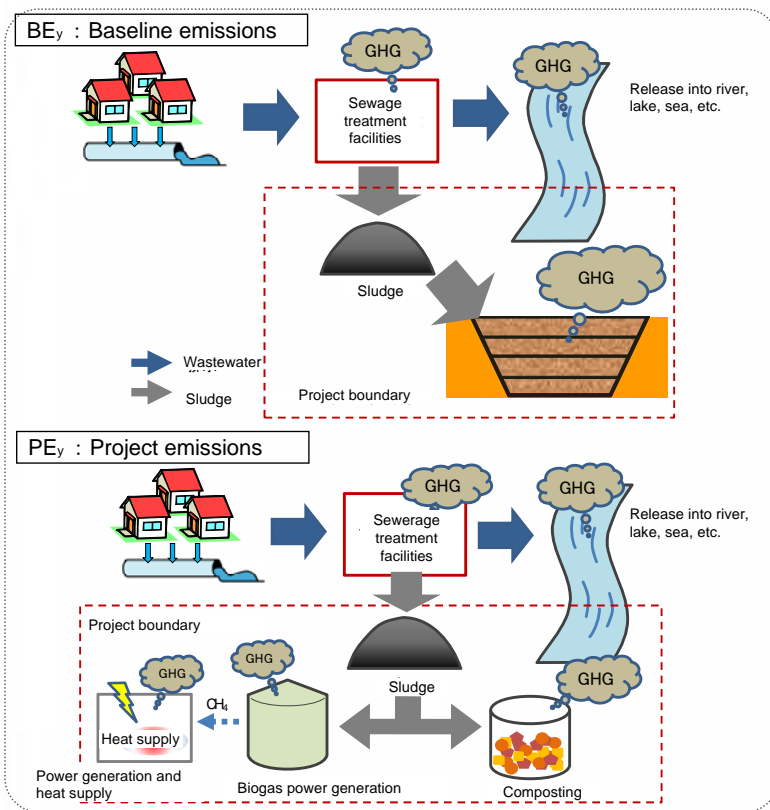 BEy : Baseline emissions
GHG
GHG
Sewage
treatment
facilities
Release into river,
lake, sea, etc.
GHG
Sludge
Wastewater
Sludge
Project boundary
PEy : Project emissions
GHG
GHG
Sewerage
treatment
facilities
Release into river,
lake, sea, etc.
Project boundary
GHG
GHG
GHG
Sludge
CH4
Heat supply
Power generation and
heat supply
Biogas power generation
Composting